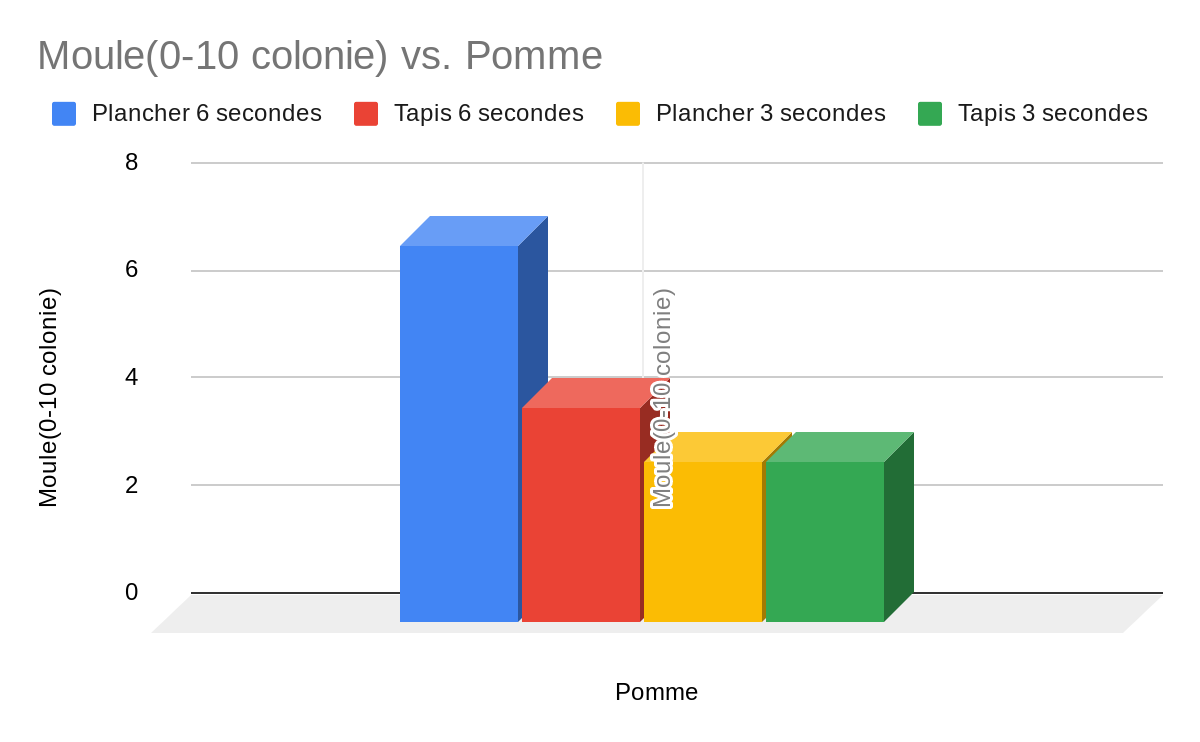 Moule(0-10 colonie) vs. Pomme
Plancher 6 secondes Tapis 6 secondes Plancher 3 secondes Tapis 3 secondes
8
6
4
2
0
Moule(0-10 colonie)
Moule(0-10 colonie)
Pomme